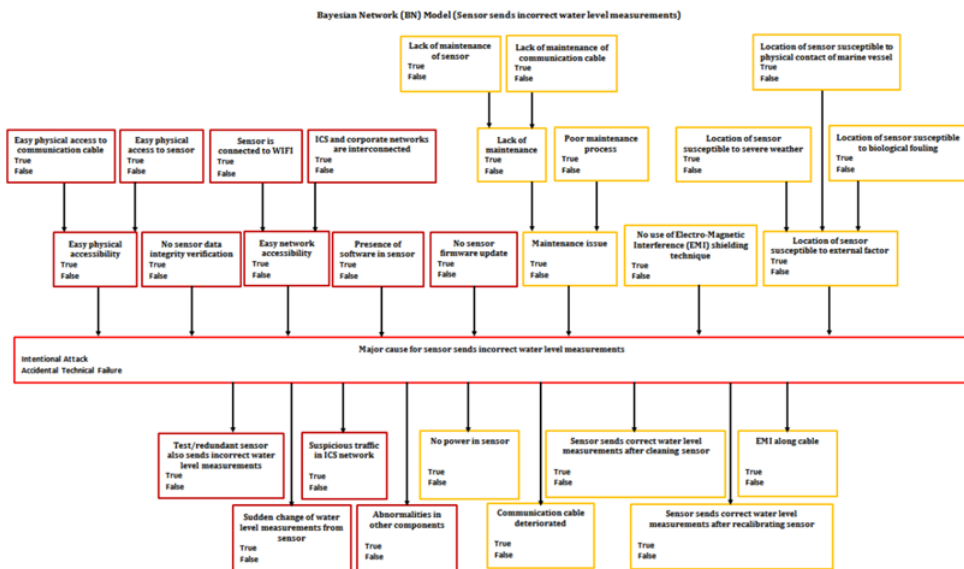 Bayesian Network (BN) Model (Sensor sends incorrect water level measurements)
Lack of maintenance
of sensor
True
False
Lack of maintenance of
communication cable
True
False
Location of sensor susceptible to
physical contact of marine vessel
True
False
Easy physical access to
communication cable
True
False
Easy physical
access to sensor
True
False
Sensor is
connected to WIFI
True
False
ICS and corporate networks
are interconnected
True
False
Lack of
maintenance
True
False
Poor maintenance
process
True
False
Location of sensor
susceptible to severe weather
True
False
Location of sensor susceptible
to biological fouling
True
False
Easy physical
accessibility
True
False
No sensor data
integrity verification
True
False
Easy network
accessibility
True
False
Presence of
software in sensor
True
False
No sensor
firmware update
True
False
Maintenance issue
True
False
No use of Electro-Magnetic
Interference (EMI) shielding
technique
True
False
Location of sensor
susceptible to external factor
True
False
Major cause for sensor sends incorrect water level measurements
Intentional Attack
Accidental Technical Failure
Test/redundant sensor
also sends incorrect water
level measurements
True
False
Suspicious traffic
in ICS network
True
False
No power in sensor
True
False
Sensor sends correct water level
measurements after cleaning sensor
True
False
EMI along cable
True
False
Sudden change of water
level measurements from
sensor
True
False
Abnormalities in
other components
True
False
Communication cable
deteriorated
True
False
Sensor sends correct water level
measurements after recalibrating sensor
True
False